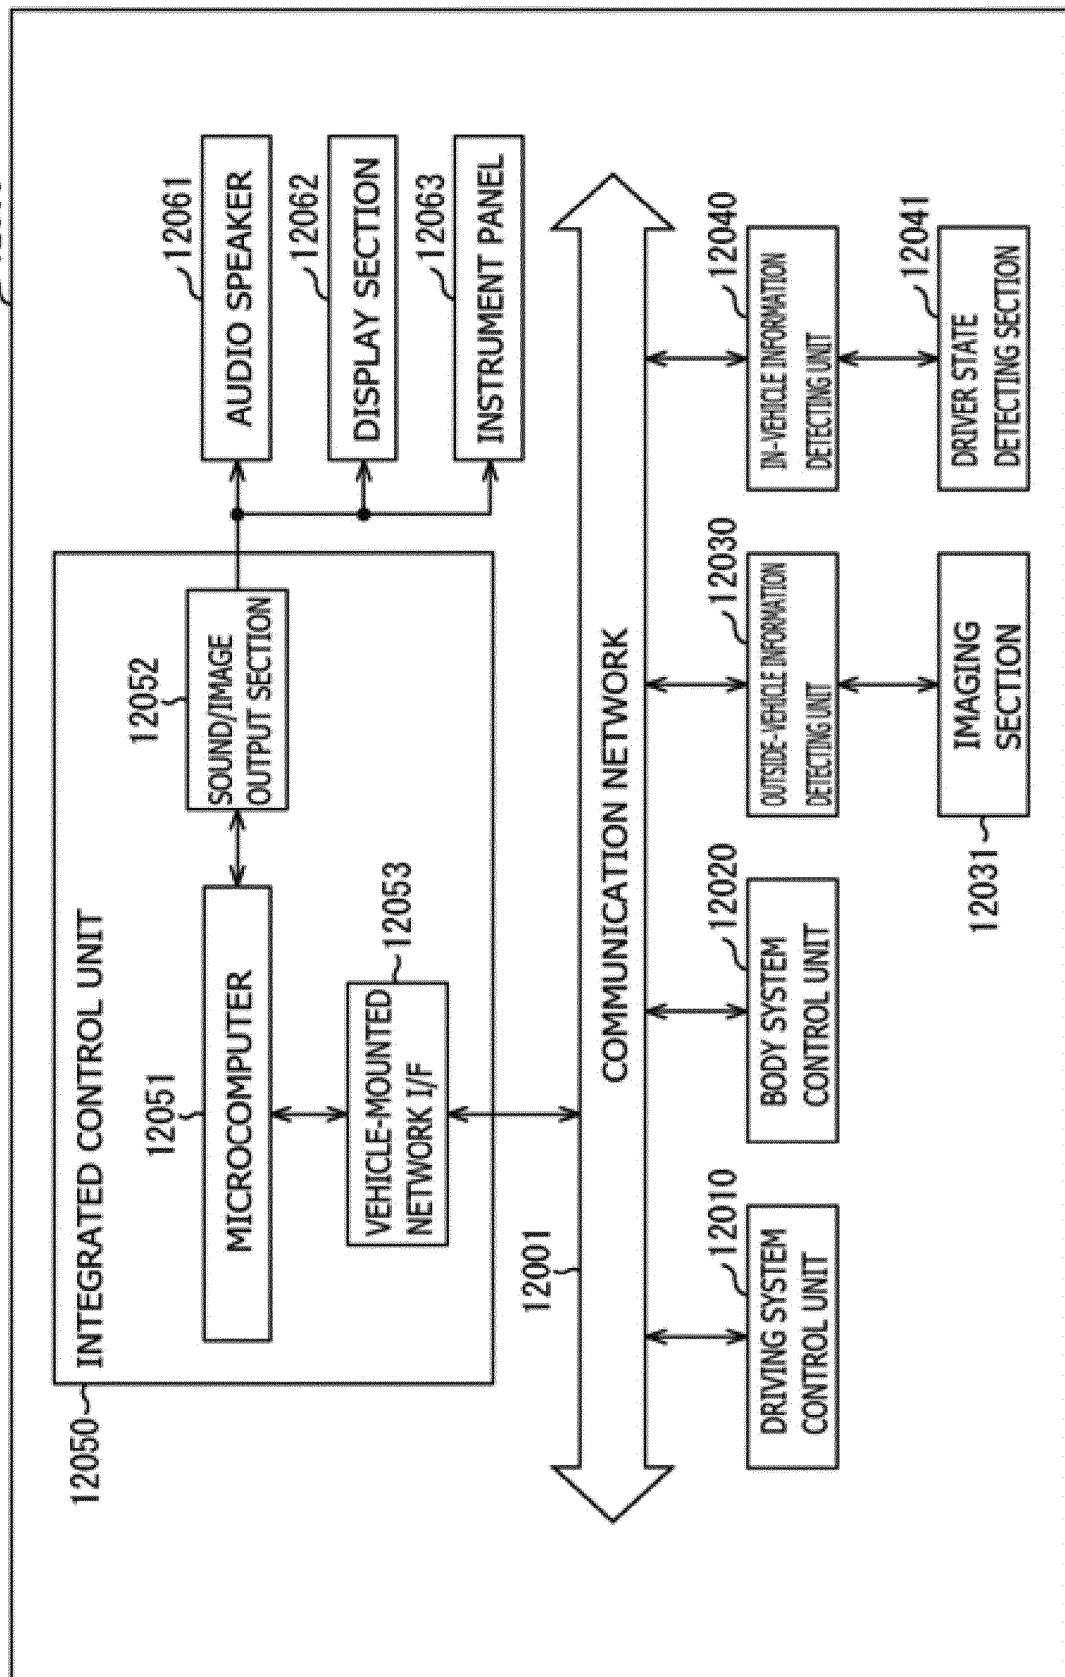 12050
INTEGRATED CONTROL UNIT
12051
MICROCOMPUTER
12052
SOUND/IMAGE
OUTPUT SECTION
12053
VEHICLE-MOUNTED
NETWORK I/F
12061
AUDIO SPEAKER
12062
DISPLAY SECTION
12063
INSTRUMENT PANEL
12001
COMMUNICATION NETWORK
12010
DRIVING SYSTEM
CONTROL UNIT
12020
BODY SYSTEM
CONTROL UNIT
12030
OUTSIDE-VEHICLE INFORMATION
DETECTING UNIT
12040
IN-VEHICLE INFORMATION
DETECTING UNIT
12031
IMAGING
SECTION
12041
DRIVER STATE
DETECTING SECTION